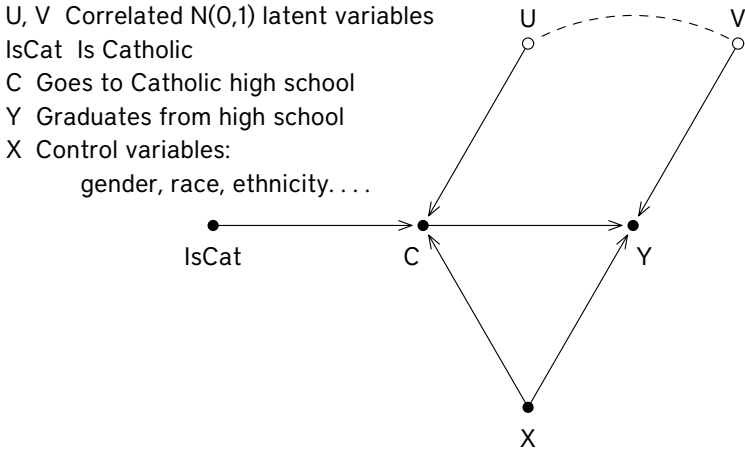 U, V Correlated N(0,1) latent variables
IsCat Is Catholic
C Goes to Catholic high school
Y Graduates from high school
X Control variables:
gender, race, ethnicity. . . .
U
V
IsCat
C
Y
X